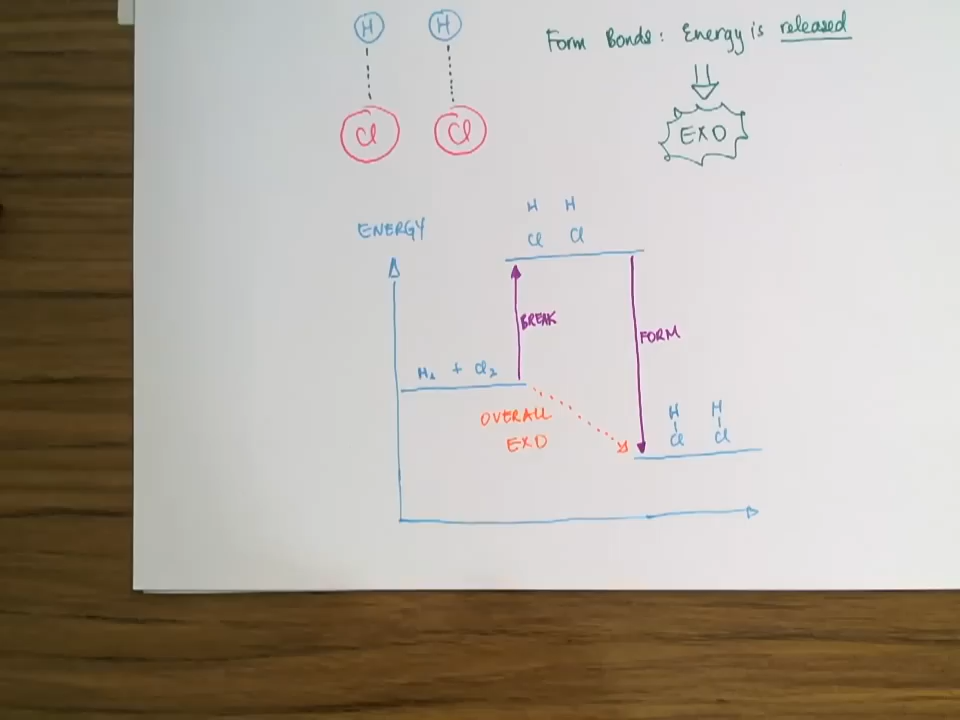 H H
Form Bonds: Energy is released
Cl Cl
EXO
ENERGY
H H
Cl Cl
BREAK
FORM
H₂ + Cl₂
OVERALL
EXO
H H
Cl Cl